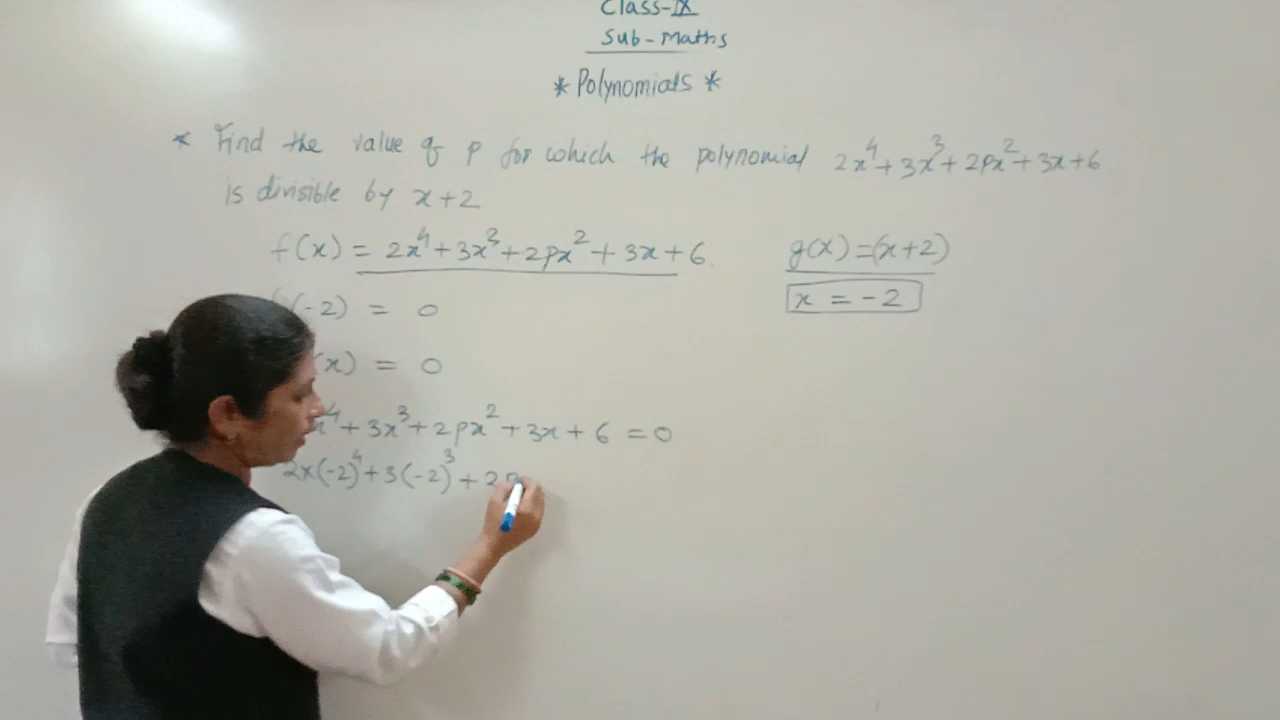 Class-IX
Sub-Maths
* Polynomials *
* Find the value of p for which the polynomial 2x⁴+3x³+2px²+3x+6
is divisible by x+2
f(x) = 2x⁴+3x³+2px²+3x+6
g(x)=(x+2)
x = -2
(-2) = 0
(x) = 0
x⁴+3x³+2px²+3x+6=0
2x(-2)⁴+3(-2)³+2p